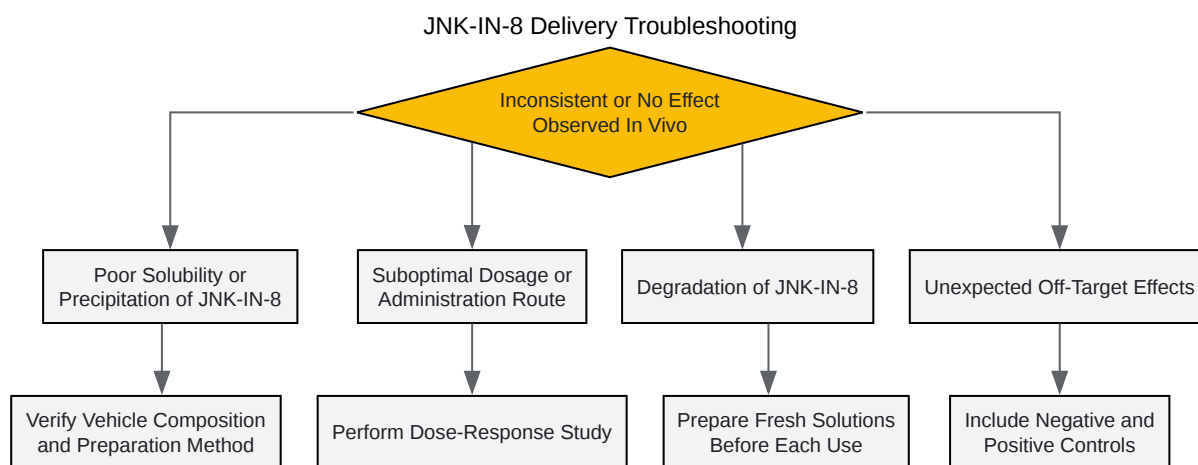 JNK-IN-8 Delivery Troubleshooting
Inconsistent or No Effect
Observed In Vivo
Poor Solubility or
Precipitation of JNK-IN-8
Suboptimal Dosage or
Administration Route
Degradation of JNK-IN-8
Unexpected Off-Target Effects
Verify Vehicle Composition
and Preparation Method
Perform Dose-Response Study
Prepare Fresh Solutions
Before Each Use
Include Negative and
Positive Controls